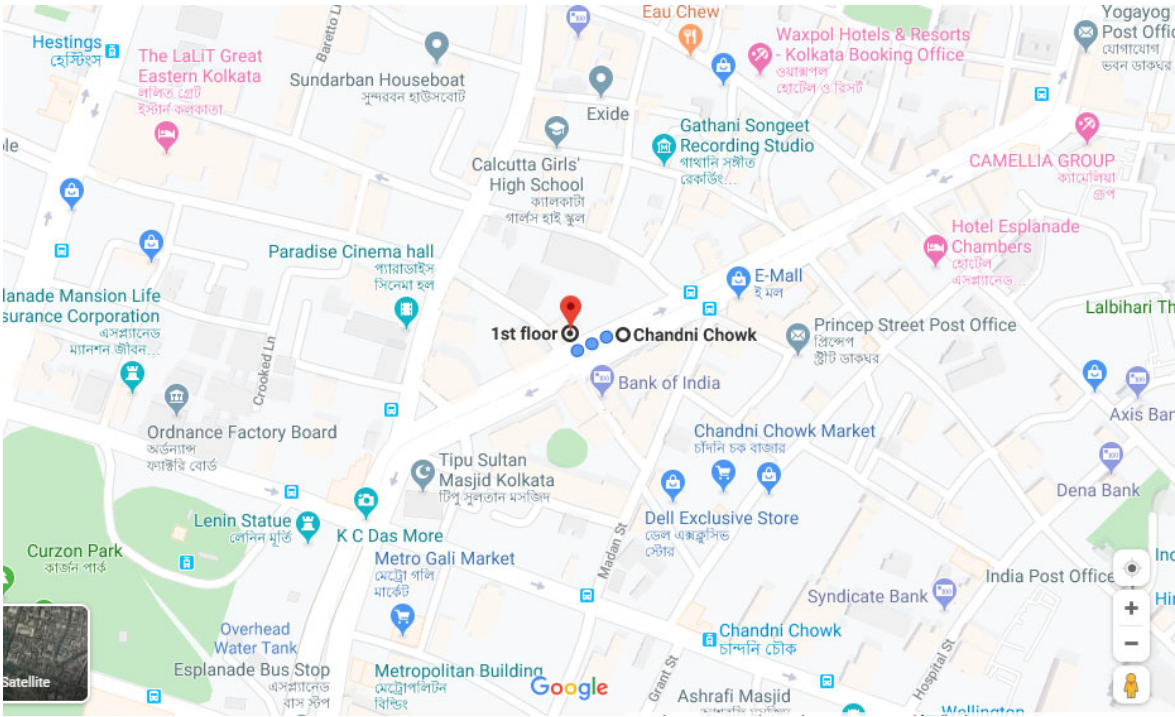 Eau Chew
Yogayog
Post Offic
যোগাযোগ
ভবন ডাকঘর
Hestings
হেস্টিংস
Baretto Ln
The LaLiT Great
Eastern Kolkata
ললিত গ্রেট
ইস্টার্ন কলকাতা
Waxpol Hotels & Resorts
- Kolkata Booking Office
ওয়াক্সপল
হোটেল ও রিসর্ট
Sundarban Houseboat
সুন্দরবন হাউসবোট
Exide
Gathani Songeet
Recording Studio
গাথানি সঙ্গীত
রেকর্ডিং...
Calcutta Girls'
High School
ক্যালকাটা
গার্লস হাই স্কুল
CAMELLIA GROUP
ক্যামেলিয়া
গ্রুপ
Hotel Esplanade
Chambers
হোটেল
এসপ্ল্যানেড...
Paradise Cinema hall
প্যারাডাইস
সিনেমা হল
E-Mall
ই মল
lanade Mansion Life
surance Corporation
এসপ্ল্যানেড
ম্যানশন জীবন...
Lalbihari Th
1st floor
Chandni Chowk
Princep Street Post Office
প্রিন্সেপ
স্ট্রীট ডাকঘর
Crooked Ln
Bank of India
Axis Ban
Ordnance Factory Board
অর্ডন্যান্স
ফ্যাক্টরি বোর্ড
Chandni Chowk Market
চাঁদনি চক বাজার
Tipu Sultan
Masjid Kolkata
টিপু সুলতান মসজিদ
Dena Bank
Lenin Statue
লেনিন মূর্তি
K C Das More
Dell Exclusive Store
ডেল এক্সক্লুসিভ
স্টোর
Curzon Park
কার্জন পার্ক
Metro Gali Market
মেট্রো গলি
মার্কেট
Madan St
India Post Office
Syndicate Bank
Overhead
Water Tank
Chandni Chowk
চান্দনি চৌক
Esplanade Bus Stop
এসপ্ল্যানেড
বাস স্টপ
Metropolitan Building
মেট্রোপলিটন
বিল্ডিং
Google
Grant St
Hospital St
Satellite
Ashrafi Masjid
Wellington